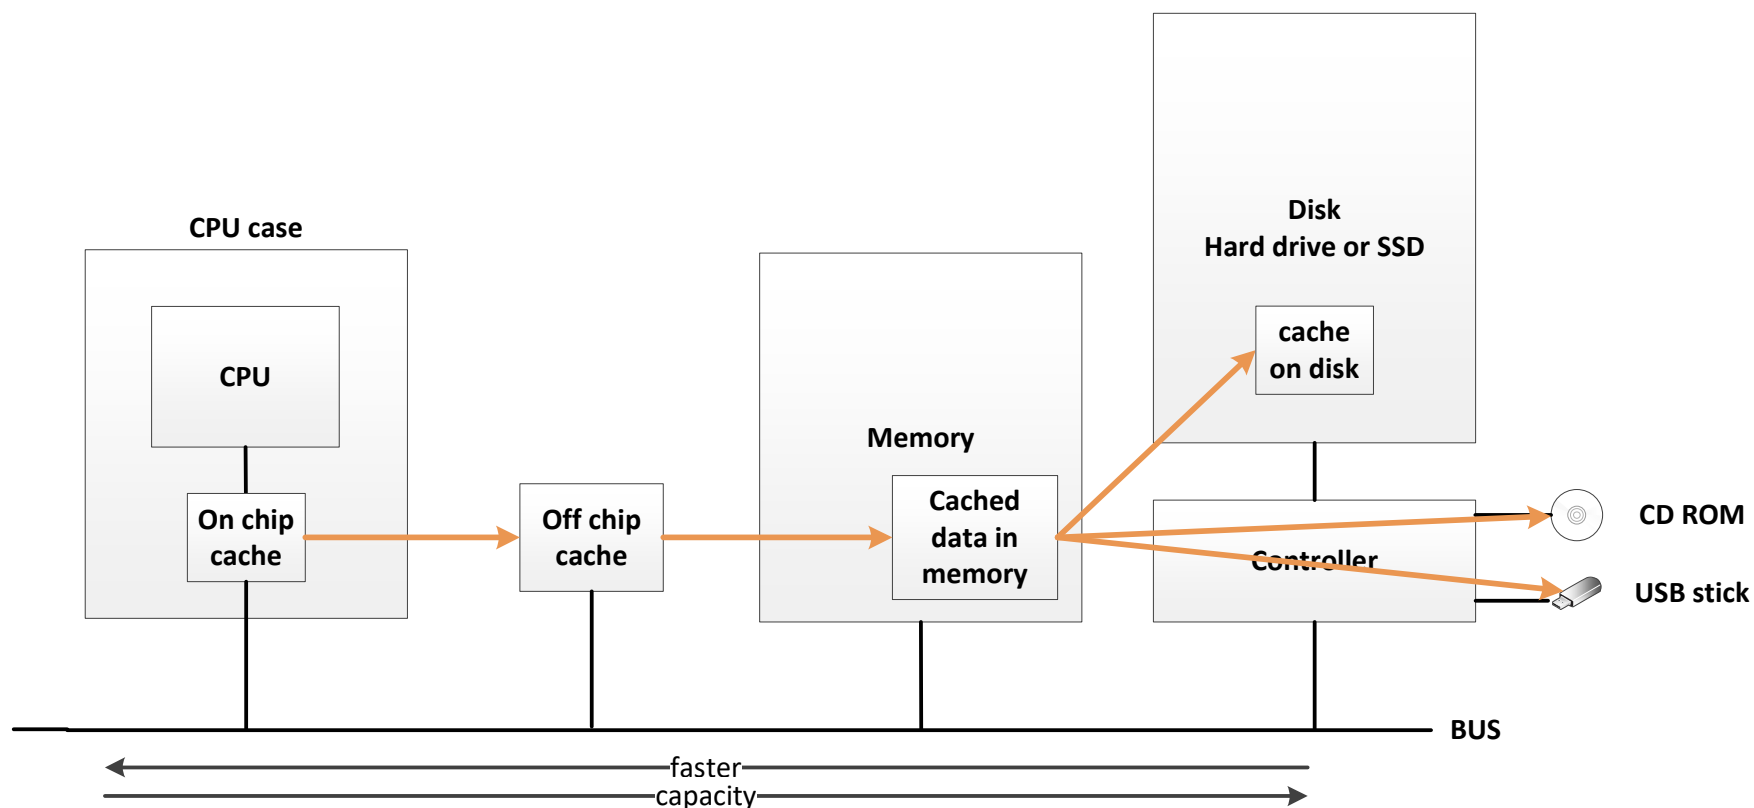 CPU case
CPU
On chip
cache
Off chip
cache
Memory
Cached
data in
memory
Disk
Hard drive or SSD
cache
on disk
Controller
CD ROM
USB stick
BUS
faster
capacity